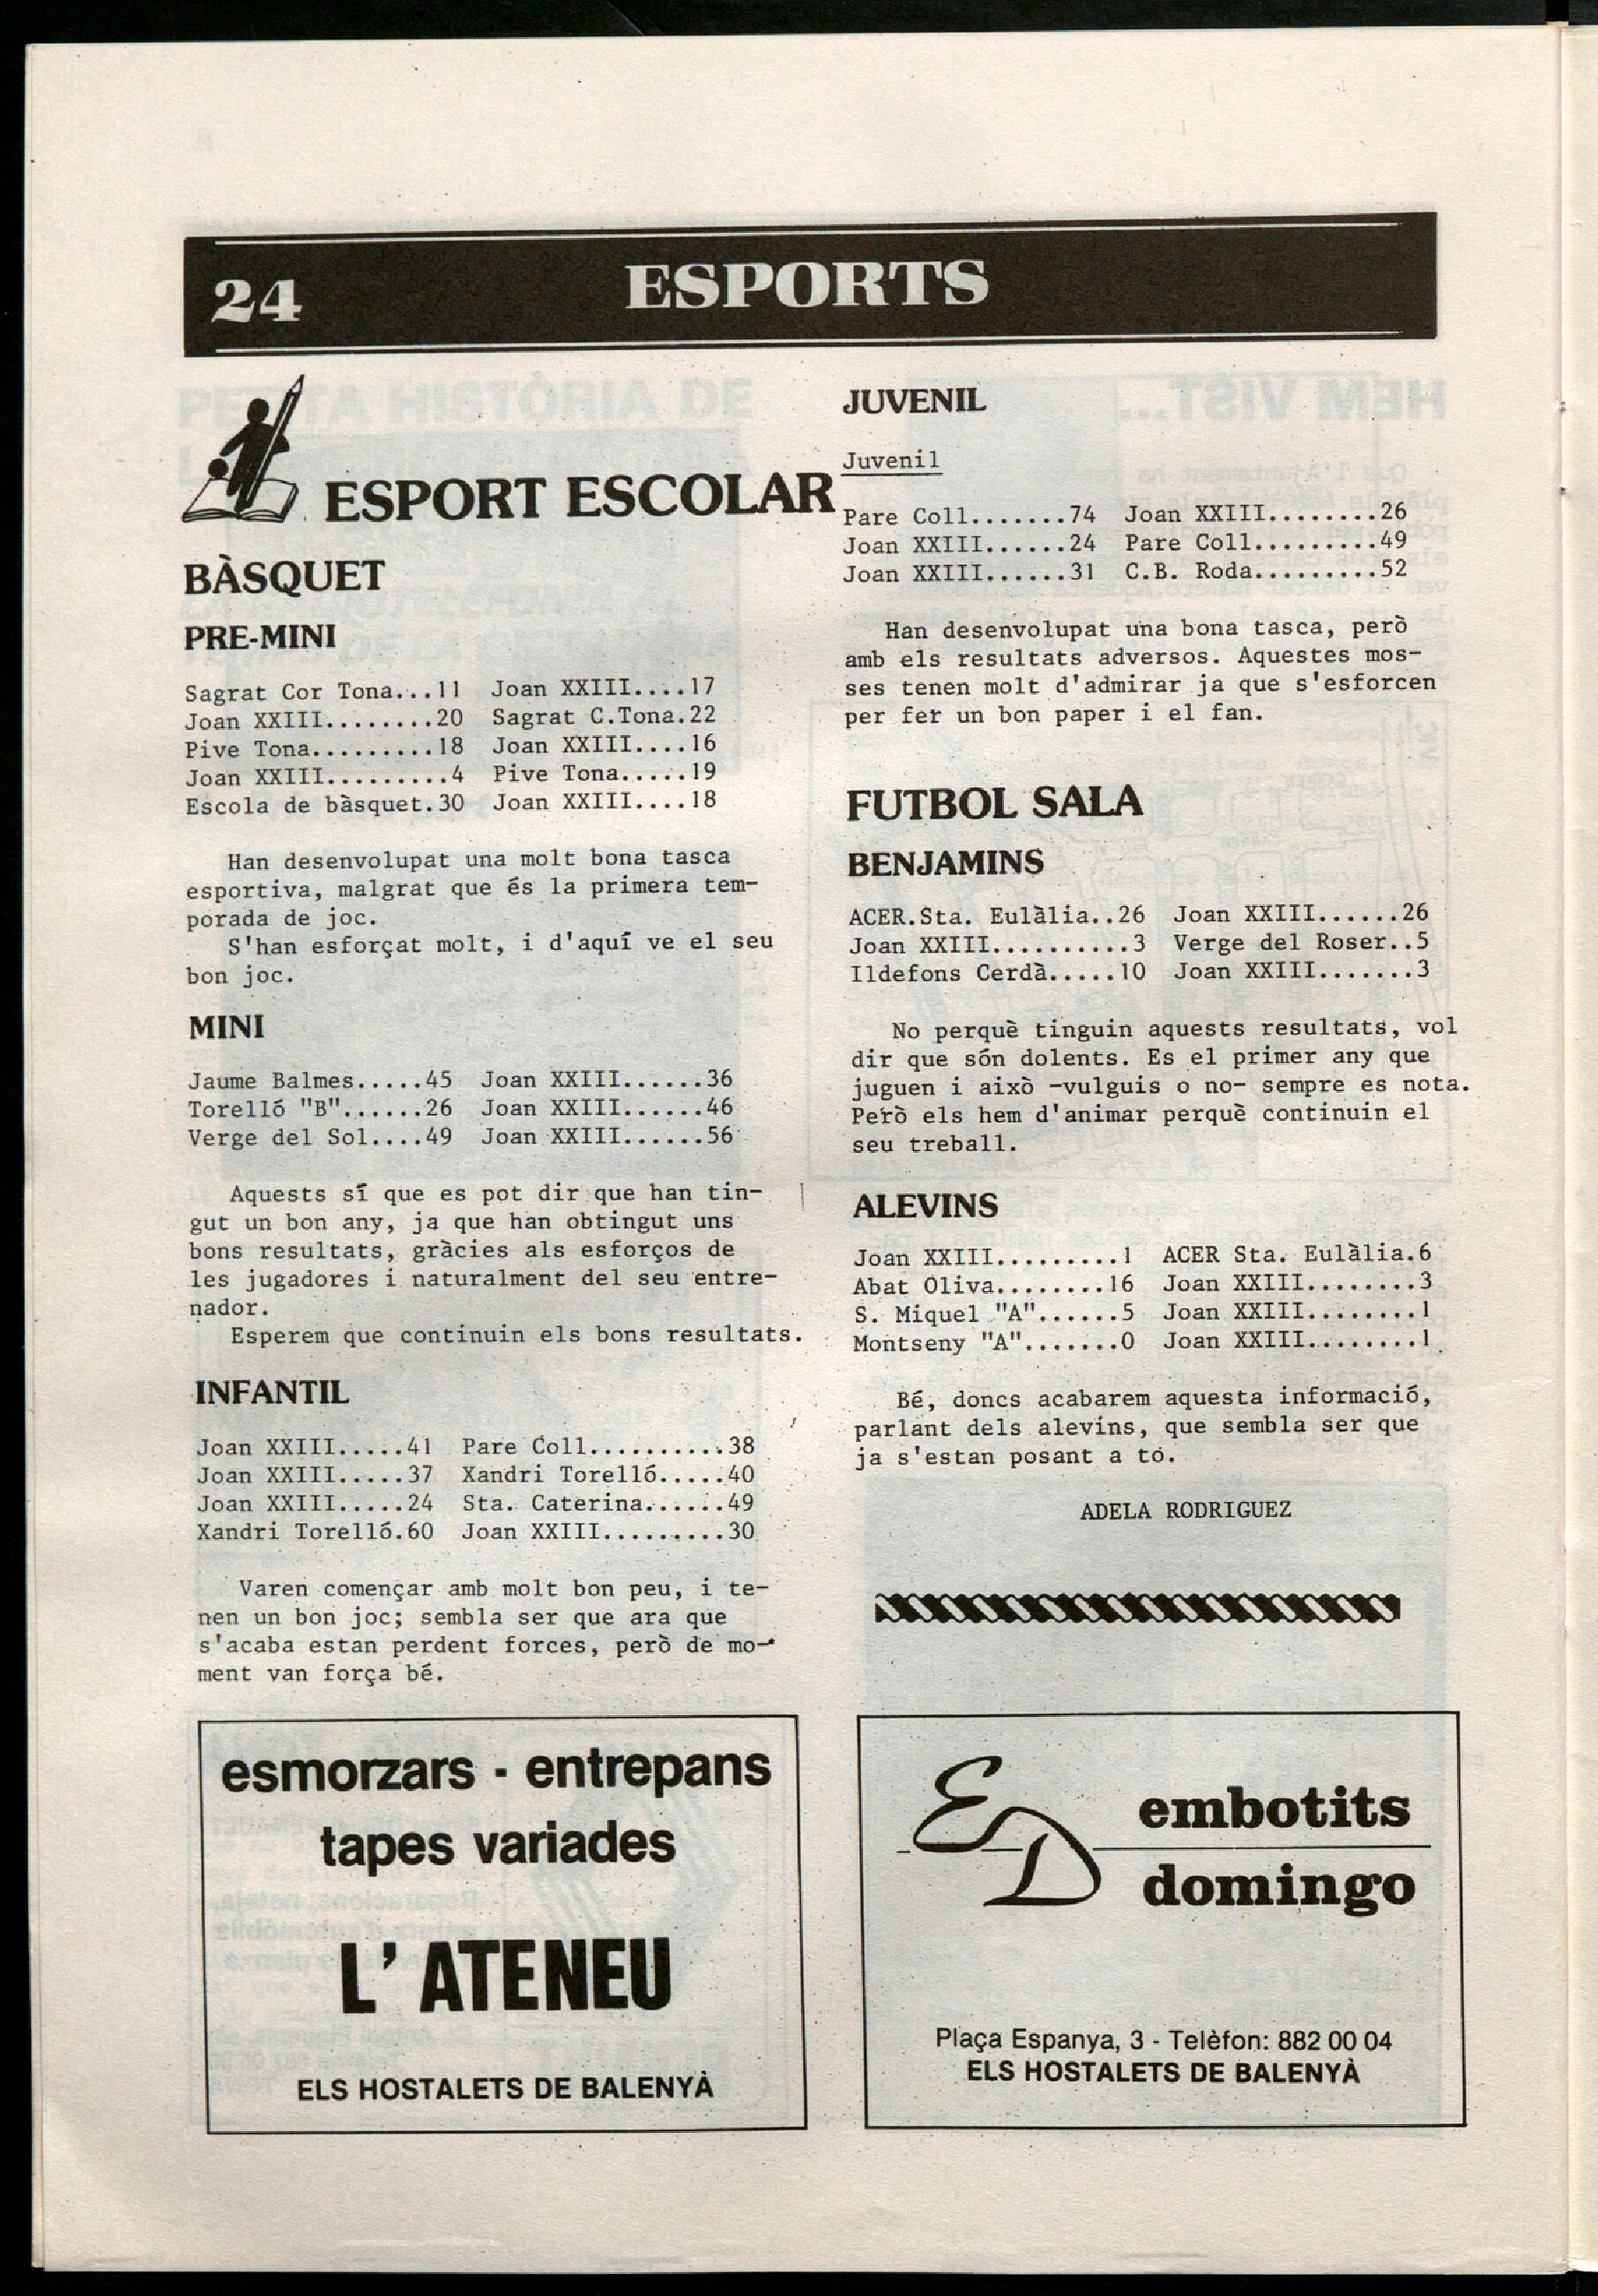 24
ESPORTS
ESPORT ESCOLAR
BÀSQUET
PRE-MINI
Sagrat Cor Tona...11 Joan XXIII....17
Joan XXIII........20 Sagrat C.Tona.22
Pive Tona.........18 Joan XXIII....16
Joan XXIII.........4 Pive Tona.....19
Escola de bàsquet.30 Joan XXIII....18
Han desenvolupat una molt bona tasca
esportiva, malgrat que és la primera tem-
porada de joc.
S'han esforçat molt, i d'aquí ve el seu
bon joc.
MINI
Jaume Balmes.....45 Joan XXIII......36
Torelló "B"......26 Joan XXIII......46
Verge del Sol....49 Joan XXIII......56
Aquests sí que es pot dir que han tin-
gut un bon any, ja que han obtingut uns
bons resultats, gràcies als esforços de
les jugadores i naturalment del seu entre-
nador.
Esperem que continuin els bons resultats.
INFANTIL
Joan XXIII.....41 Pare Coll..........38
Joan XXIII.....37 Xandri Torelló.....40
Joan XXIII.....24 Sta. Caterina......49
Xandri Torelló.60 Joan XXIII.........30
Varen començar amb molt bon peu, i te-
nen un bon joc; sembla ser que ara que
s'acaba estan perdent forces, però de mo-
ment van força bé.
JUVENIL
Juvenil
Pare Coll.......74 Joan XXIII........26
Joan XXIII......24 Pare Coll.........49
Joan XXIII......31 C.B. Roda.........52
Han desenvolupat una bona tasca, però
amb els resultats adversos. Aquestes mos-
ses tenen molt d'admirar ja que s'esforcen
per fer un bon paper i el fan.
FUTBOL SALA
BENJAMINS
ACER.Sta. Eulàlia..26 Joan XXIII......26
Joan XXIII..........3 Verge del Roser..5
Ildefons Cerdà.....10 Joan XXIII.......3
No perquè tinguin aquests resultats, vol
dir que són dolents. Es el primer any que
juguen i això -vulguis o no- sempre es nota.
Però els hem d'animar perquè continuin el
seu treball.
ALEVINS
Joan XXIII.........1 ACER Sta. Eulàlia.6
Abat Oliva........16 Joan XXIII........3
S. Miquel "A"......5 Joan XXIII........1
Montseny "A".......0 Joan XXIII........1
Bé, doncs acabarem aquesta informació,
parlant dels alevins, que sembla ser que
ja s'estan posant a to.
ADELA RODRIGUEZ
esmorzars - entrepans
tapes variades
L'ATENEU
ELS HOSTALETS DE BALENYÀ
ED
embotits
domingo
Plaça Espanya, 3 - Telèfon: 882 00 04
ELS HOSTALETS DE BALENYÀ